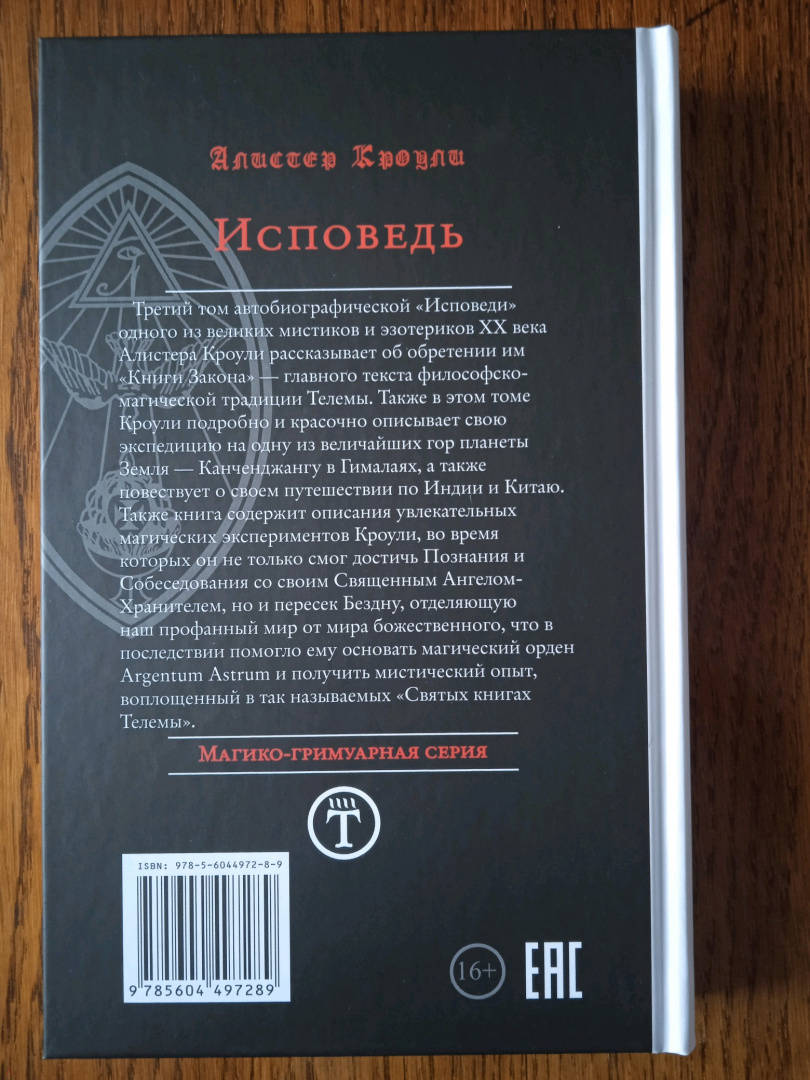 Алистер Кроули
Исповедь
Третий том автобиографической «Исповеди»
одного из великих мистиков и эзотериков XX века
Алистера Кроули рассказывает об обретении им
«Книги Закона» — главного текста философско-
магической традиции Телемы. Также в этом томе
Кроули подробно и красочно описывает свою
экспедицию на одну из величайших гор планеты
Земля — Канченджангу в Гималаях, а также
повествует о своем путешествии по Индии и Китаю.
Также книга содержит описания увлекательных
магических экспериментов Кроули, во время
которых он не только смог достичь Познания и
Собеседования со своим Священным Ангелом-
Хранителем, но и пересек Бездну, отделяющую
наш профанный мир от мира божественного, что в
последствии помогло ему основать магический орден
Argentum Astrum и получить мистический опыт,
воплощенный в так называемых «Святых книгах
Телемы».
Магико-гримуарная серия
Т
ISBN: 978-5-6044972-8-9
9 785604 497289
16+
EAC